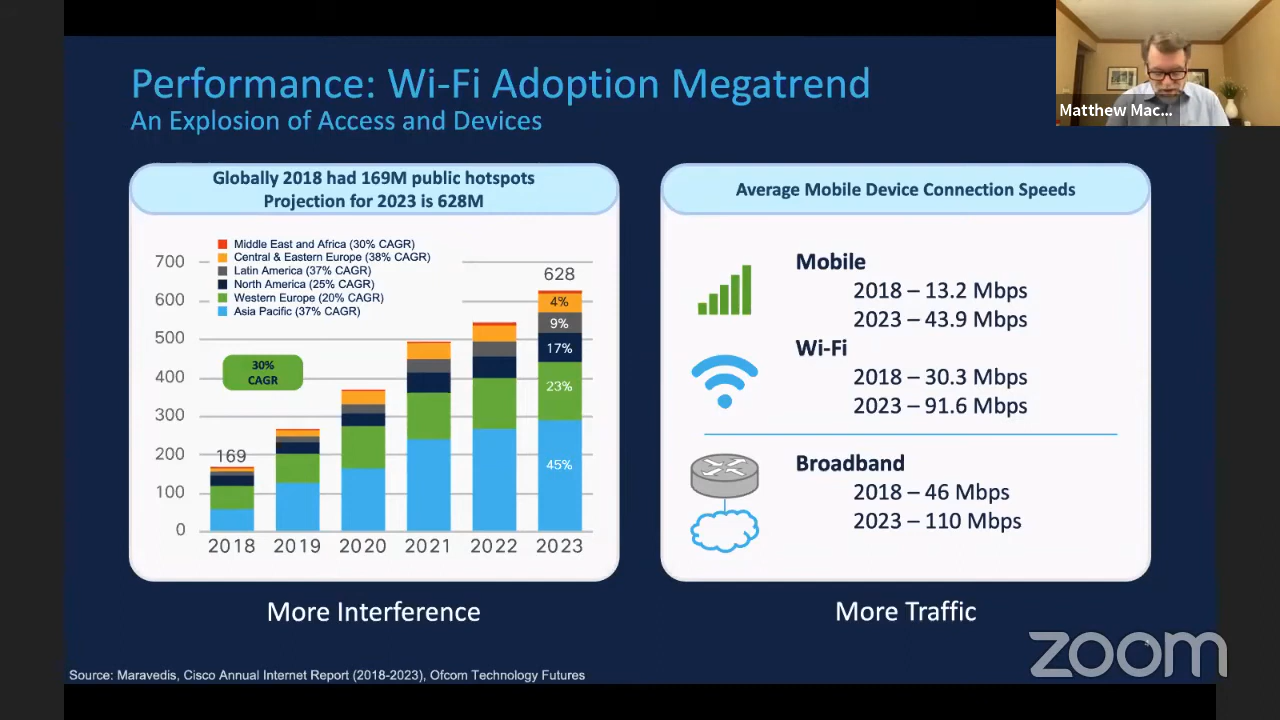 Performance: Wi-Fi Adoption Megatrend
An Explosion of Access and Devices
Matthew Mac...
Globally 2018 had 169M public hotspots
Projection for 2023 is 628M
Middle East and Africa (30% CAGR)
Central & Eastern Europe (38% CAGR)
Latin America (37% CAGR)
North America (25% CAGR)
Western Europe (20% CAGR)
Asia Pacific (37% CAGR)
30%
CAGR
700
600
500
400
300
200
100
0
169
628
4%
9%
17%
23%
45%
2018 2019 2020 2021 2022 2023
More Interference
Average Mobile Device Connection Speeds
Mobile
2018 – 13.2 Mbps
2023 – 43.9 Mbps
Wi-Fi
2018 – 30.3 Mbps
2023 – 91.6 Mbps
Broadband
2018 – 46 Mbps
2023 – 110 Mbps
More Traffic
zoom
Source: Maravedis, Cisco Annual Internet Report (2018-2023), Ofcom Technology Futures